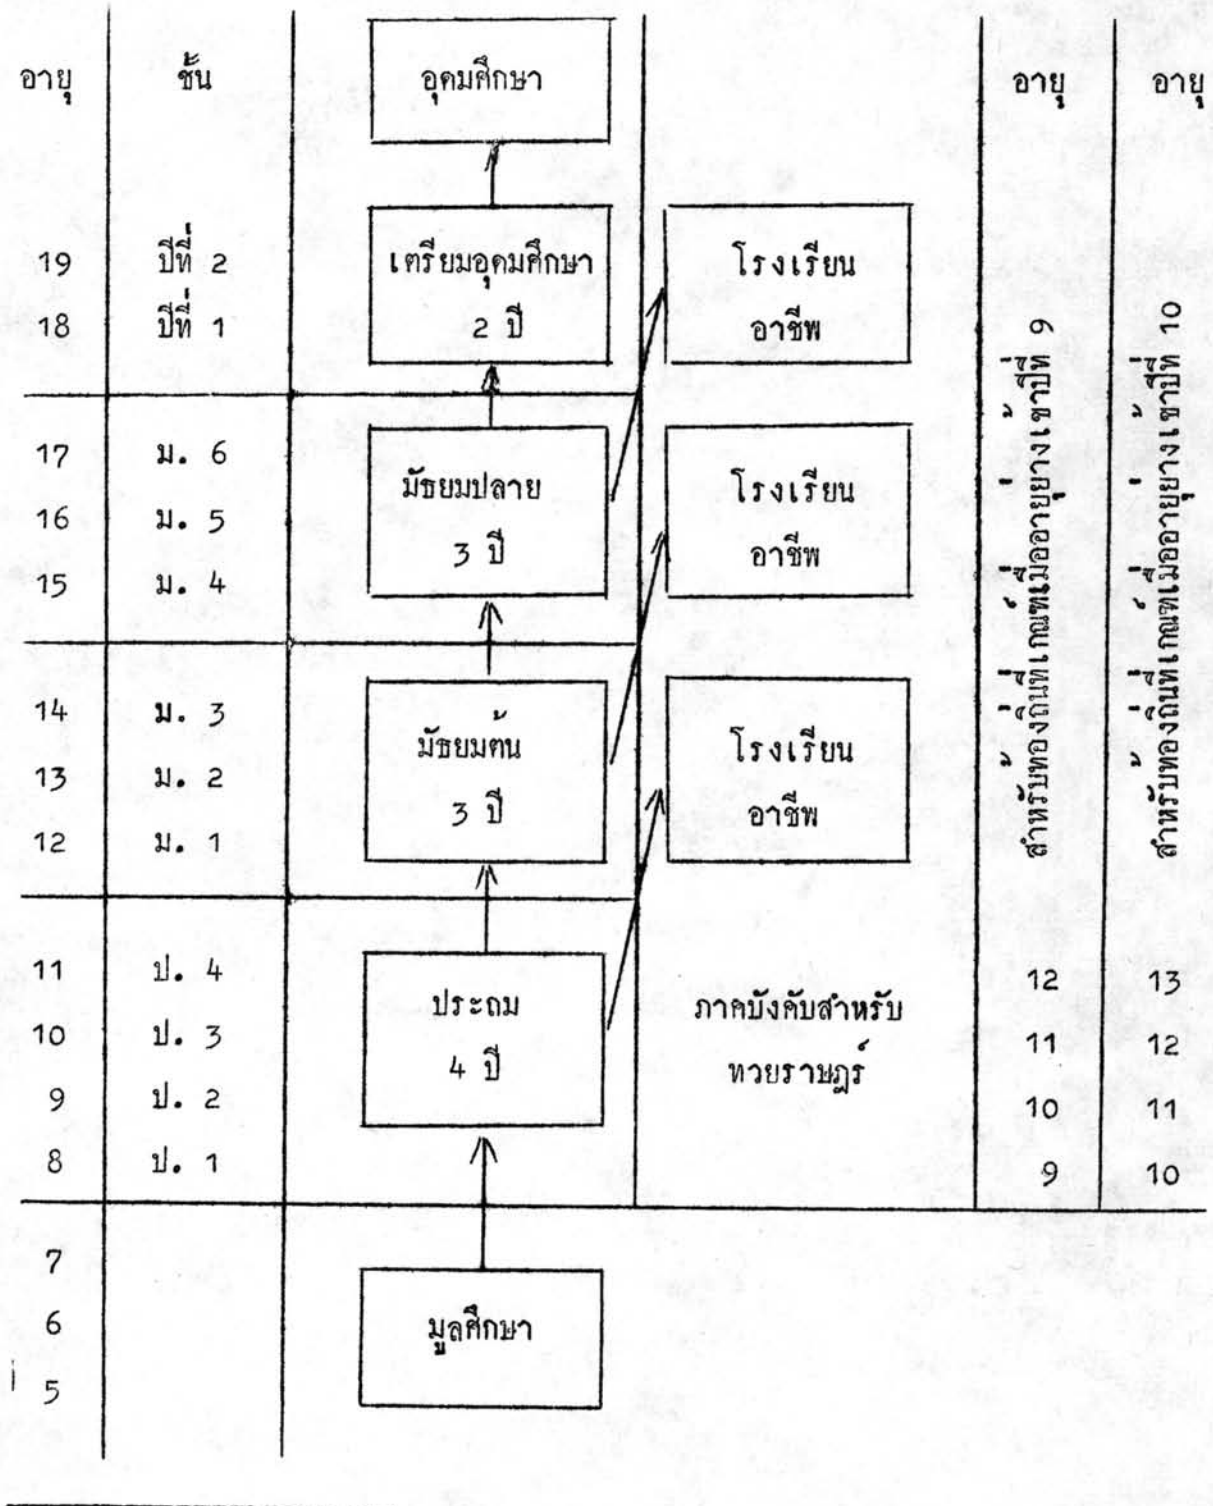 อายุ ชั้น อุดมศึกษา อายุ อายุ
19 ปีที่ 2 เตรียมอุดมศึกษา โรงเรียน
18 ปีที่ 1 2 ปี อาชีพ
17 ม. 6 มัธยมปลาย โรงเรียน
16 ม. 5 3 ปี อาชีพ
15 ม. 4
14 ม. 3 มัธยมต้น โรงเรียน
13 ม. 2 3 ปี อาชีพ
12 ม. 1
สำหรับท้องถิ่นที่เกณฑ์เมื่ออายุย่างเข้าปีที่ 9
สำหรับท้องถิ่นที่เกณฑ์เมื่ออายุย่างเข้าปีที่ 10
11 ป. 4 ประถม ภาคบังคับสำหรับ 12 13
10 ป. 3 4 ปี ทวยราษฎร์ 11 12
9 ป. 2 10 11
8 ป. 1 9 10
7
6 มูลศึกษา
5